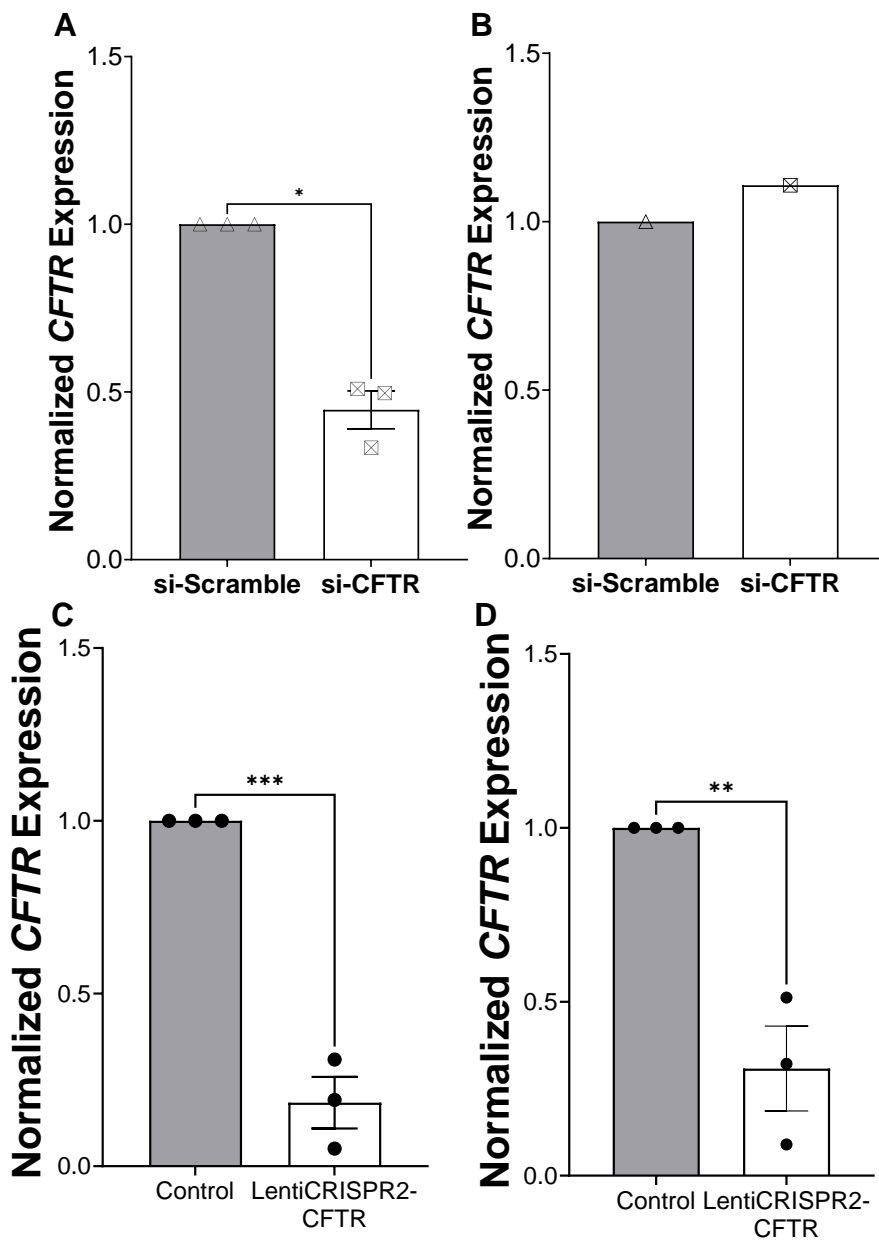 A
Normalized CFTR Expression
1.5
1.0
0.5
0.0
*
si-Scramble si-CFTR
B
Normalized CFTR Expression
1.5
1.0
0.5
0.0
si-Scramble si-CFTR
C
Normalized CFTR Expression
1.5
1.0
0.5
0.0
***
Control LentiCRISPR2-
CFTR
D
Normalized CFTR Expression
1.5
1.0
0.5
0.0
**
Control LentiCRISPR2-
CFTR